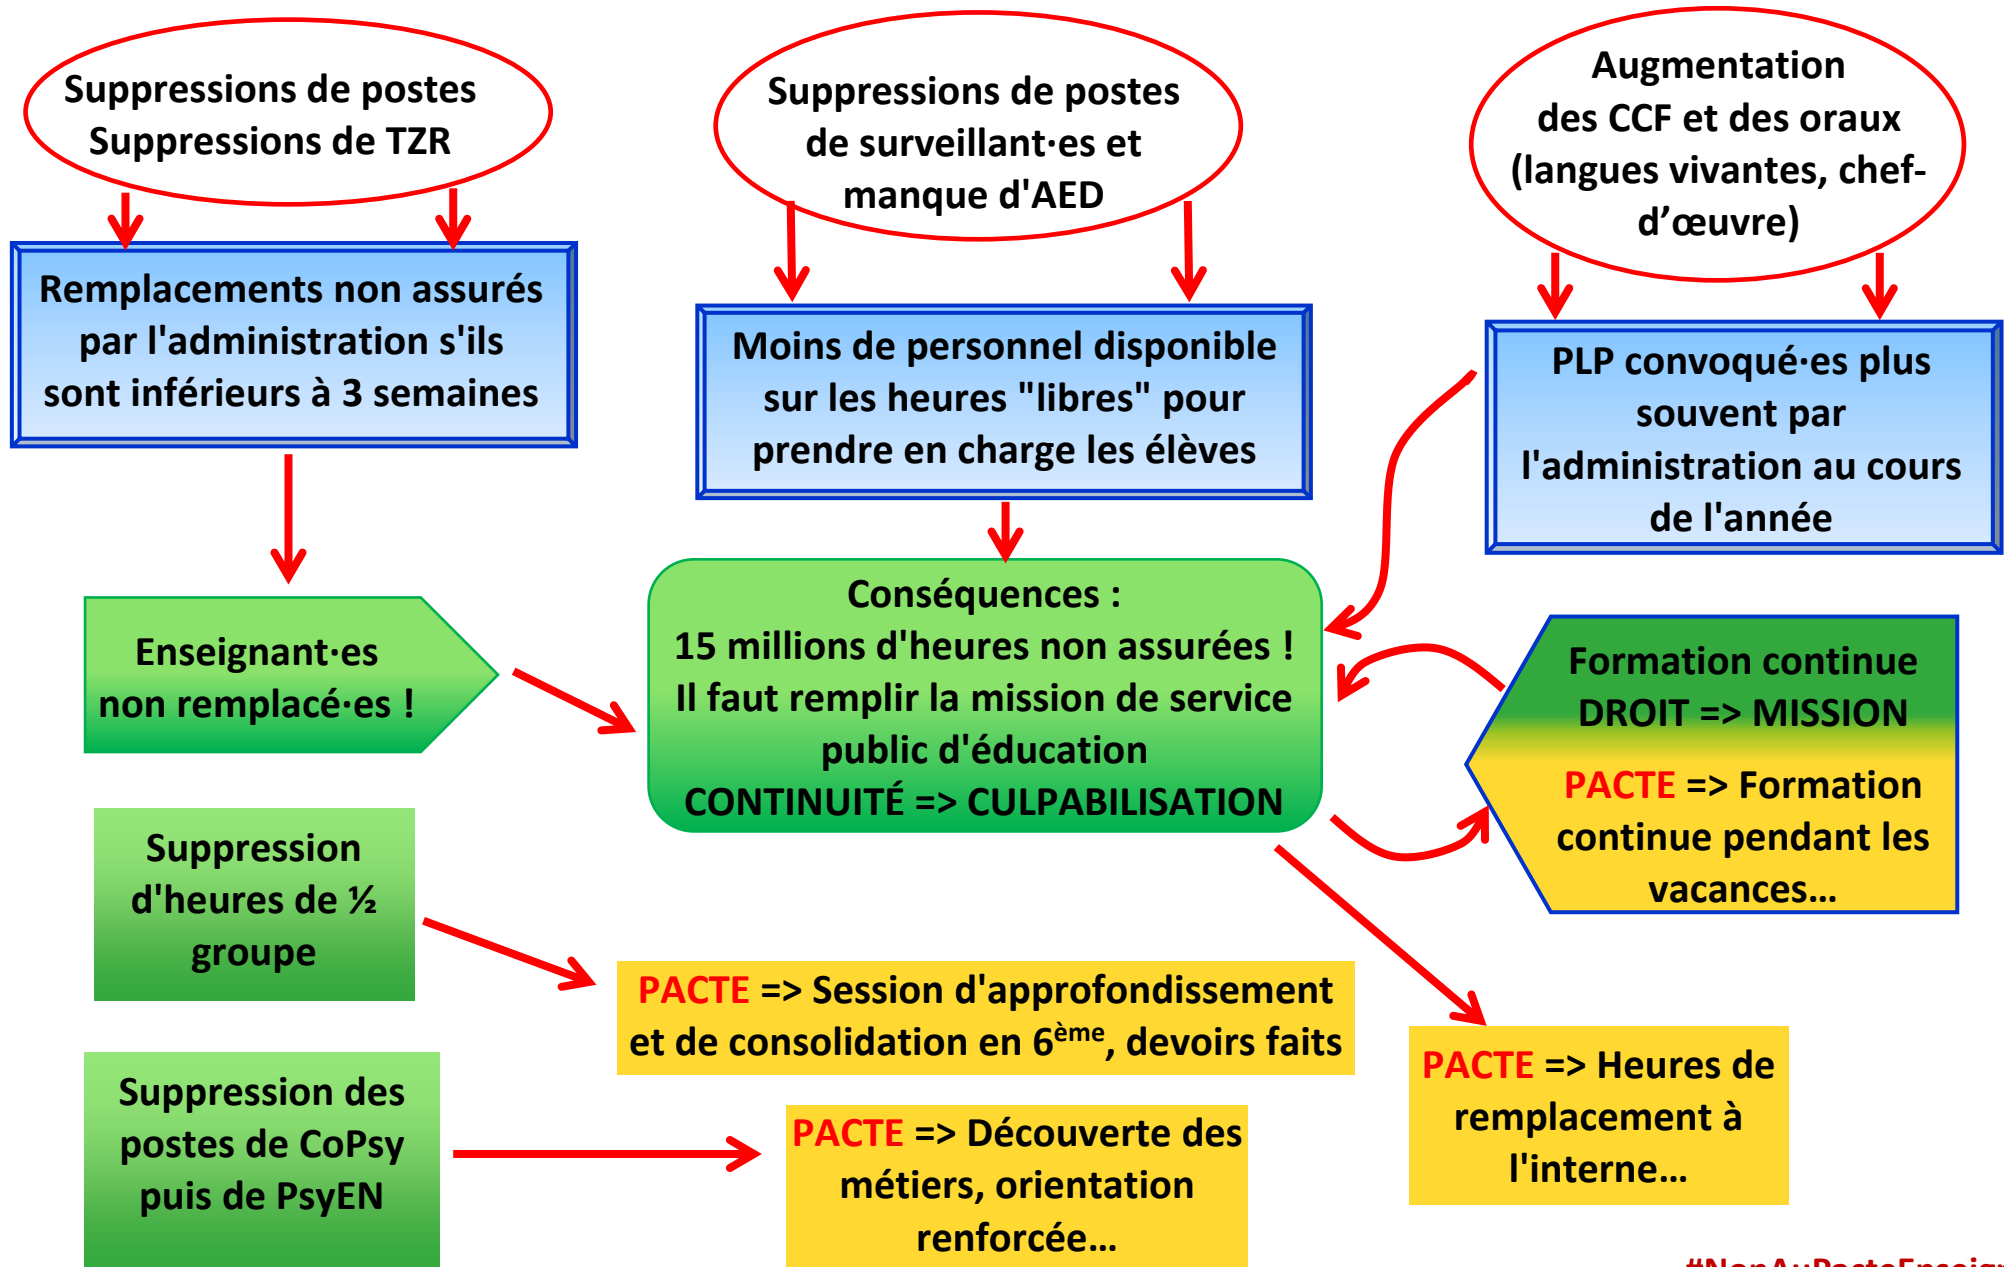 Suppressions de postes
Suppressions de TZR
Suppressions de postes
de surveillant·es et
manque d'AED
Augmentation
des CCF et des oraux
(langues vivantes, chef-
d’œuvre)
Remplacements non assurés
par l'administration s'ils
sont inférieurs à 3 semaines
Moins de personnel disponible
sur les heures "libres" pour
prendre en charge les élèves
PLP convoqué·es plus
souvent par
l'administration au cours
de l'année
Enseignant·es
non remplacé·es !
Conséquences :
15 millions d'heures non assurées !
Il faut remplir la mission de service
public d'éducation
CONTINUITÉ => CULPABILISATION
Formation continue
DROIT => MISSION
PACTE => Formation
continue pendant les
vacances…
Suppression
d'heures de ½
groupe
PACTE => Session d'approfondissement
et de consolidation en 6ème, devoirs faits
PACTE => Heures de
remplacement à
l'interne…
Suppression des
postes de CoPsy
puis de PsyEN
PACTE => Découverte des
métiers, orientation
renforcée…